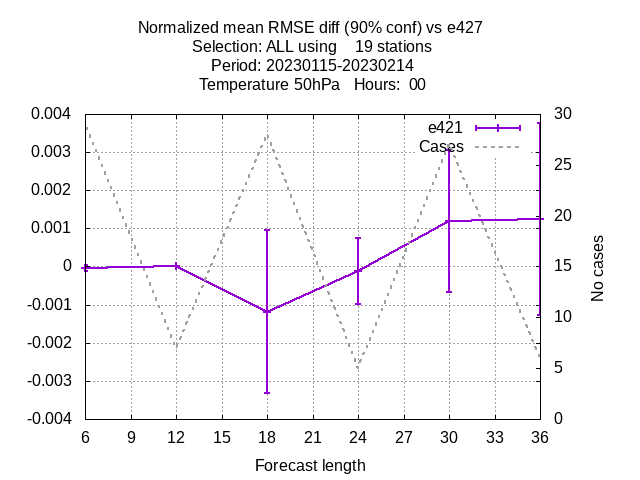 Normalized mean RMSE diff (90% conf) vs e427
Selection: ALL using    19 stations
Period: 20230115-20230214
Temperature 50hPa   Hours:  00
e421
Cases
0.004
0.003
0.002
0.001
0
-0.001
-0.002
-0.003
-0.004
30
25
20
15
10
5
0
No cases
6 9 12 15 18 21 24 27 30 33 36
Forecast length